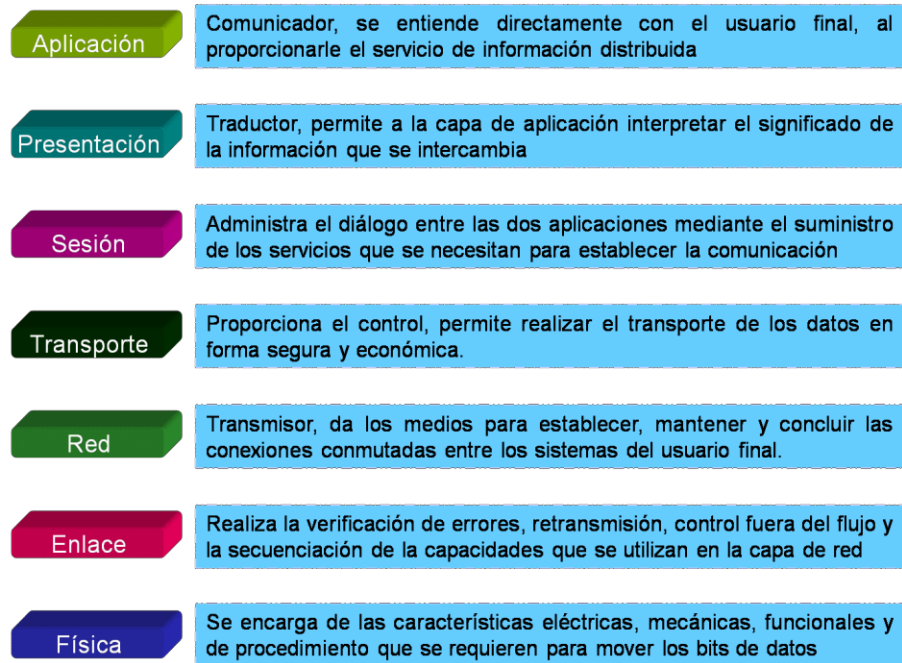 Aplicación
Comunicador, se entiende directamente con el usuario final, al
proporcionarle el servicio de información distribuida
Presentación
Traductor, permite a la capa de aplicación interpretar el significado de
la información que se intercambia
Sesión
Administra el diálogo entre las dos aplicaciones mediante el suministro
de los servicios que se necesitan para establecer la comunicación
Transporte
Proporciona el control, permite realizar el transporte de los datos en
forma segura y económica.
Red
Transmisor, da los medios para establecer, mantener y concluir las
conexiones conmutadas entre los sistemas del usuario final.
Enlace
Realiza la verificación de errores, retransmisión, control fuera del flujo y
la secuenciación de la capacidades que se utilizan en la capa de red
Física
Se encarga de las características eléctricas, mecánicas, funcionales y
de procedimiento que se requieren para mover los bits de datos